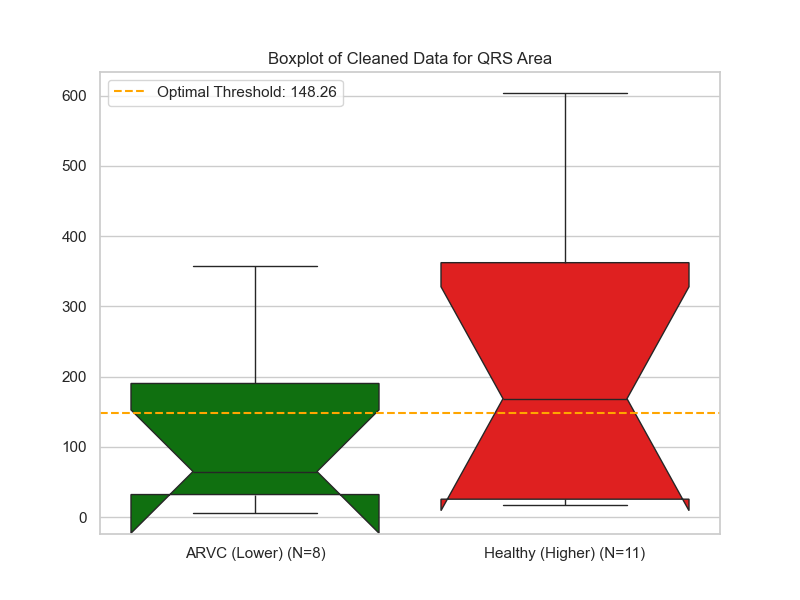 Boxplot of Cleaned Data for QRS Area
Optimal Threshold: 148.26
600
500
400
300
200
100
0
ARVC (Lower) (N=8)
Healthy (Higher) (N=11)